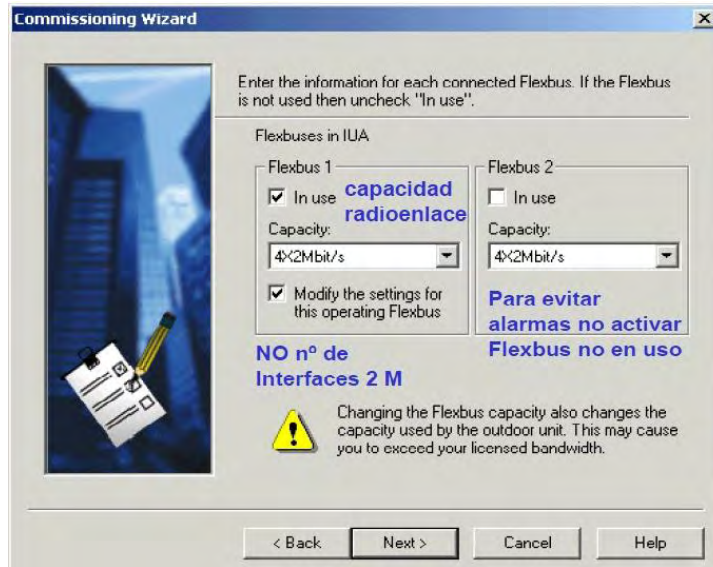 Commissioning Wizard
Enter the information for each connected Flexbus. If the Flexbus
is not used then uncheck "In use".
Flexbuses in IUA
Flexbus 1
In use
capacidad
radioenlace
Capacity:
4X2Mbit/s
Modify the settings for
this operating Flexbus
NO nº de
Interfaces 2 M
Flexbus 2
In use
Capacity:
4X2Mbit/s
Para evitar
alarmas no activar
Flexbus no en uso
Changing the Flexbus capacity also changes the
capacity used by the outdoor unit. This may cause
you to exceed your licensed bandwidth.
< Back
Next >
Cancel
Help